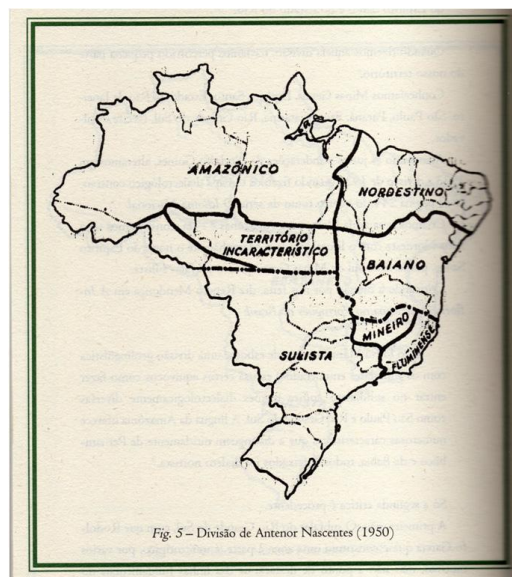 AMAZÔNICO
NORDESTINO
TERRITÓRIO
INCARACTERÍSTICO
BAIANO
MINEIRO
FLUMINENSE
SULISTA
Fig. 5 – Divisão de Antenor Nascentes (1950)